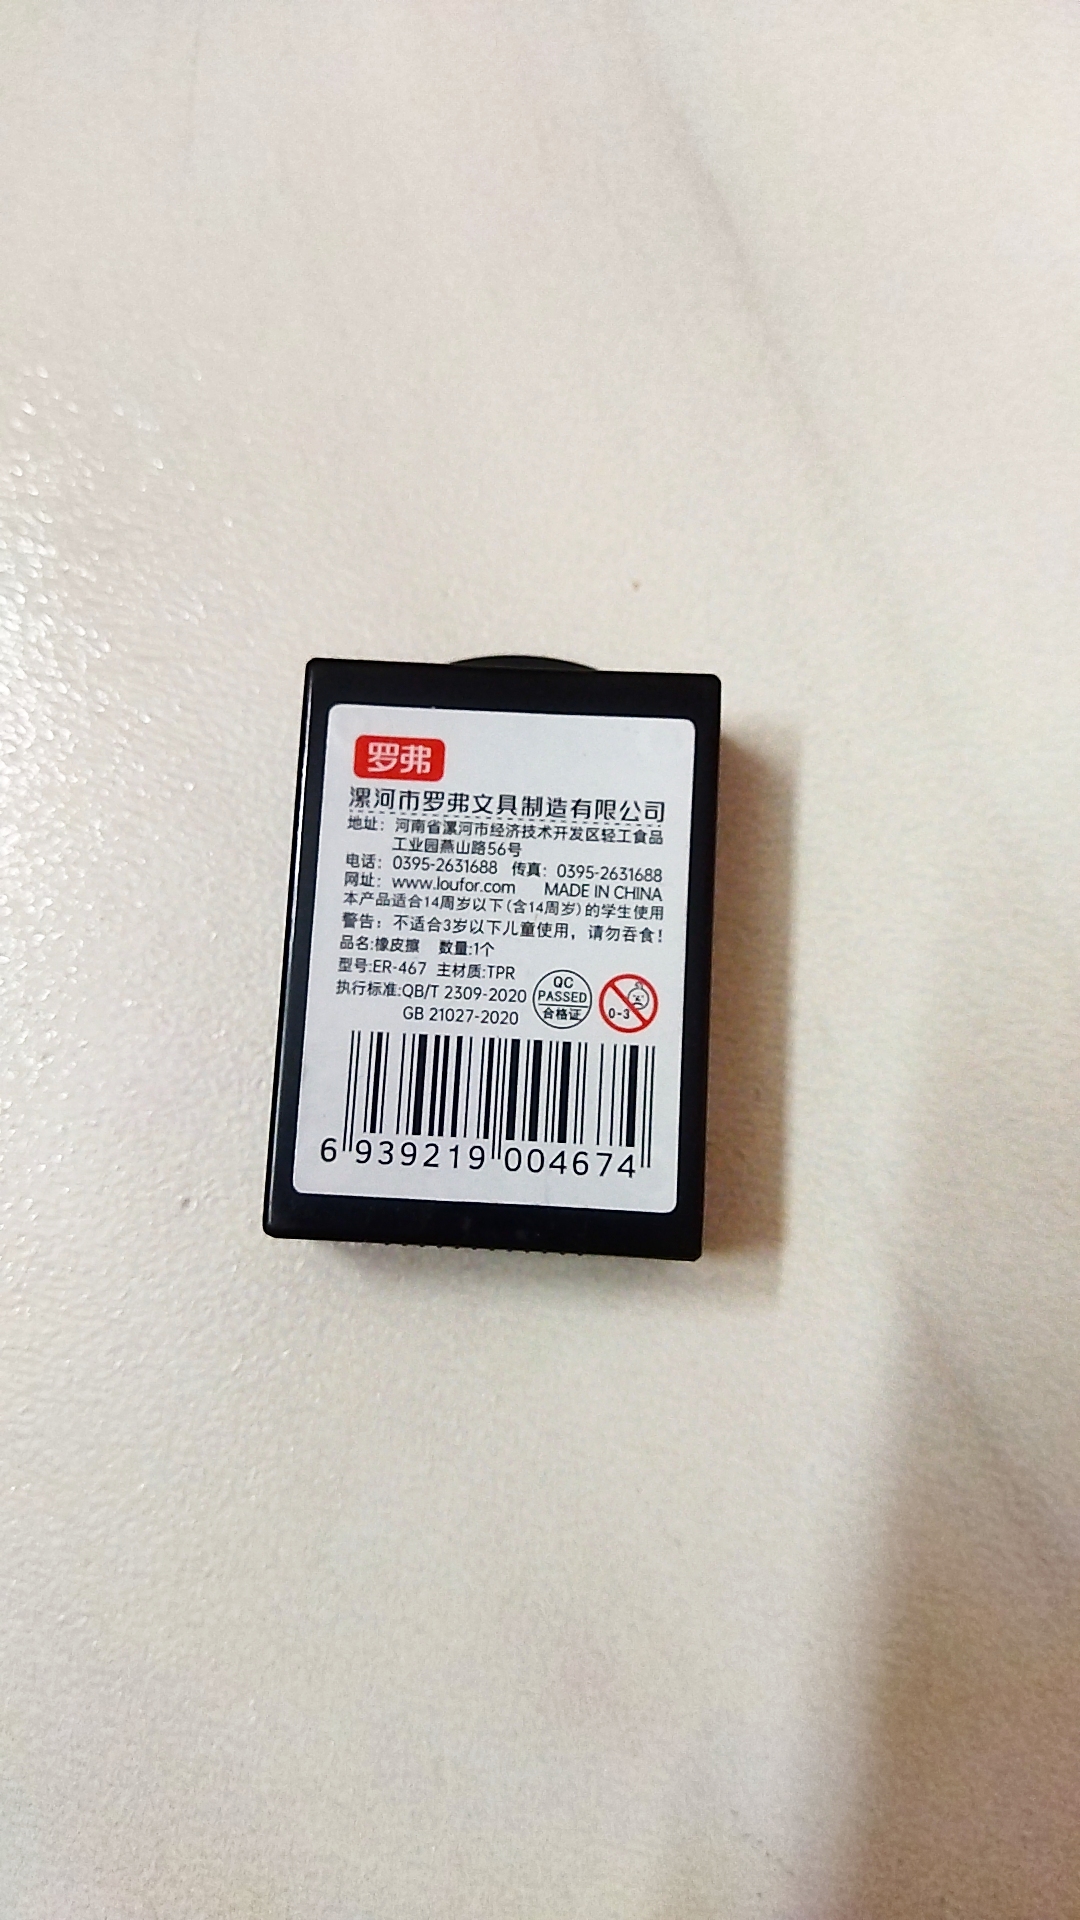 罗弗
漯河市罗弗文具制造有限公司
地址：河南省漯河市经济技术开发区轻工食品
工业园燕山路56号
电话：0395-2631688 传真：0395-2631688
网址：www.loufor.com MADE IN CHINA
本产品适合14周岁以下(含14周岁)的学生使用
警告：不适合3岁以下儿童使用，请勿吞食！
品名:橡皮擦 数量:1个
型号:ER-467 主材质:TPR
执行标准:QB/T 2309-2020
GB 21027-2020
QC
PASSED
合格证
0-3
6 939219 004674